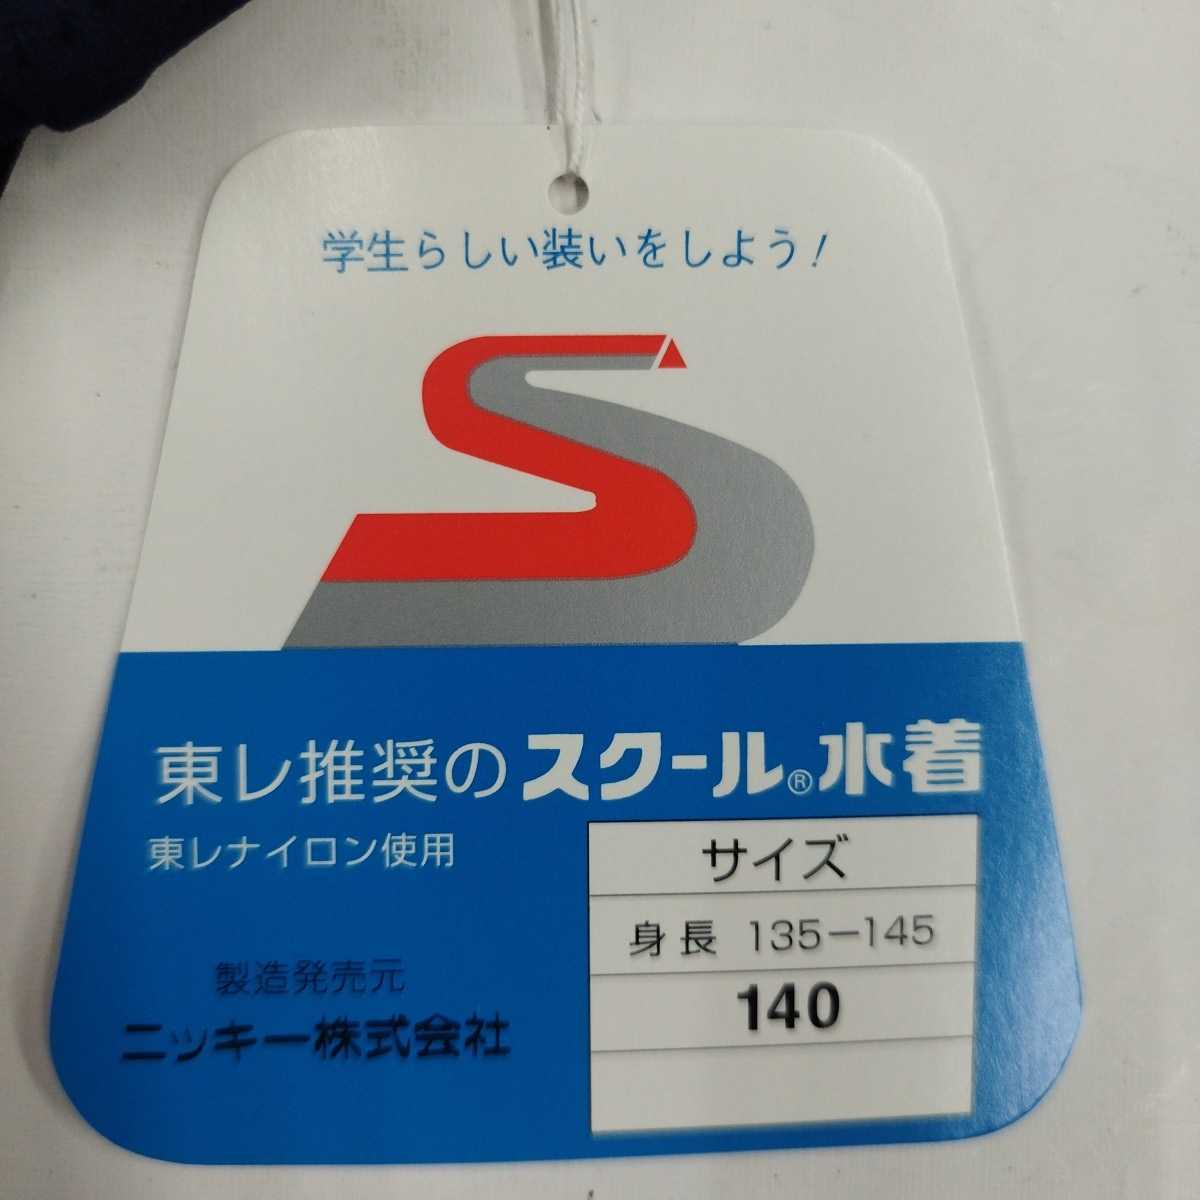 学生らしい装いをしよう!
東レ推奨のスクール®水着
東レナイロン使用
サイズ
身長 135-145
140
製造発売元
ニッキー株式会社